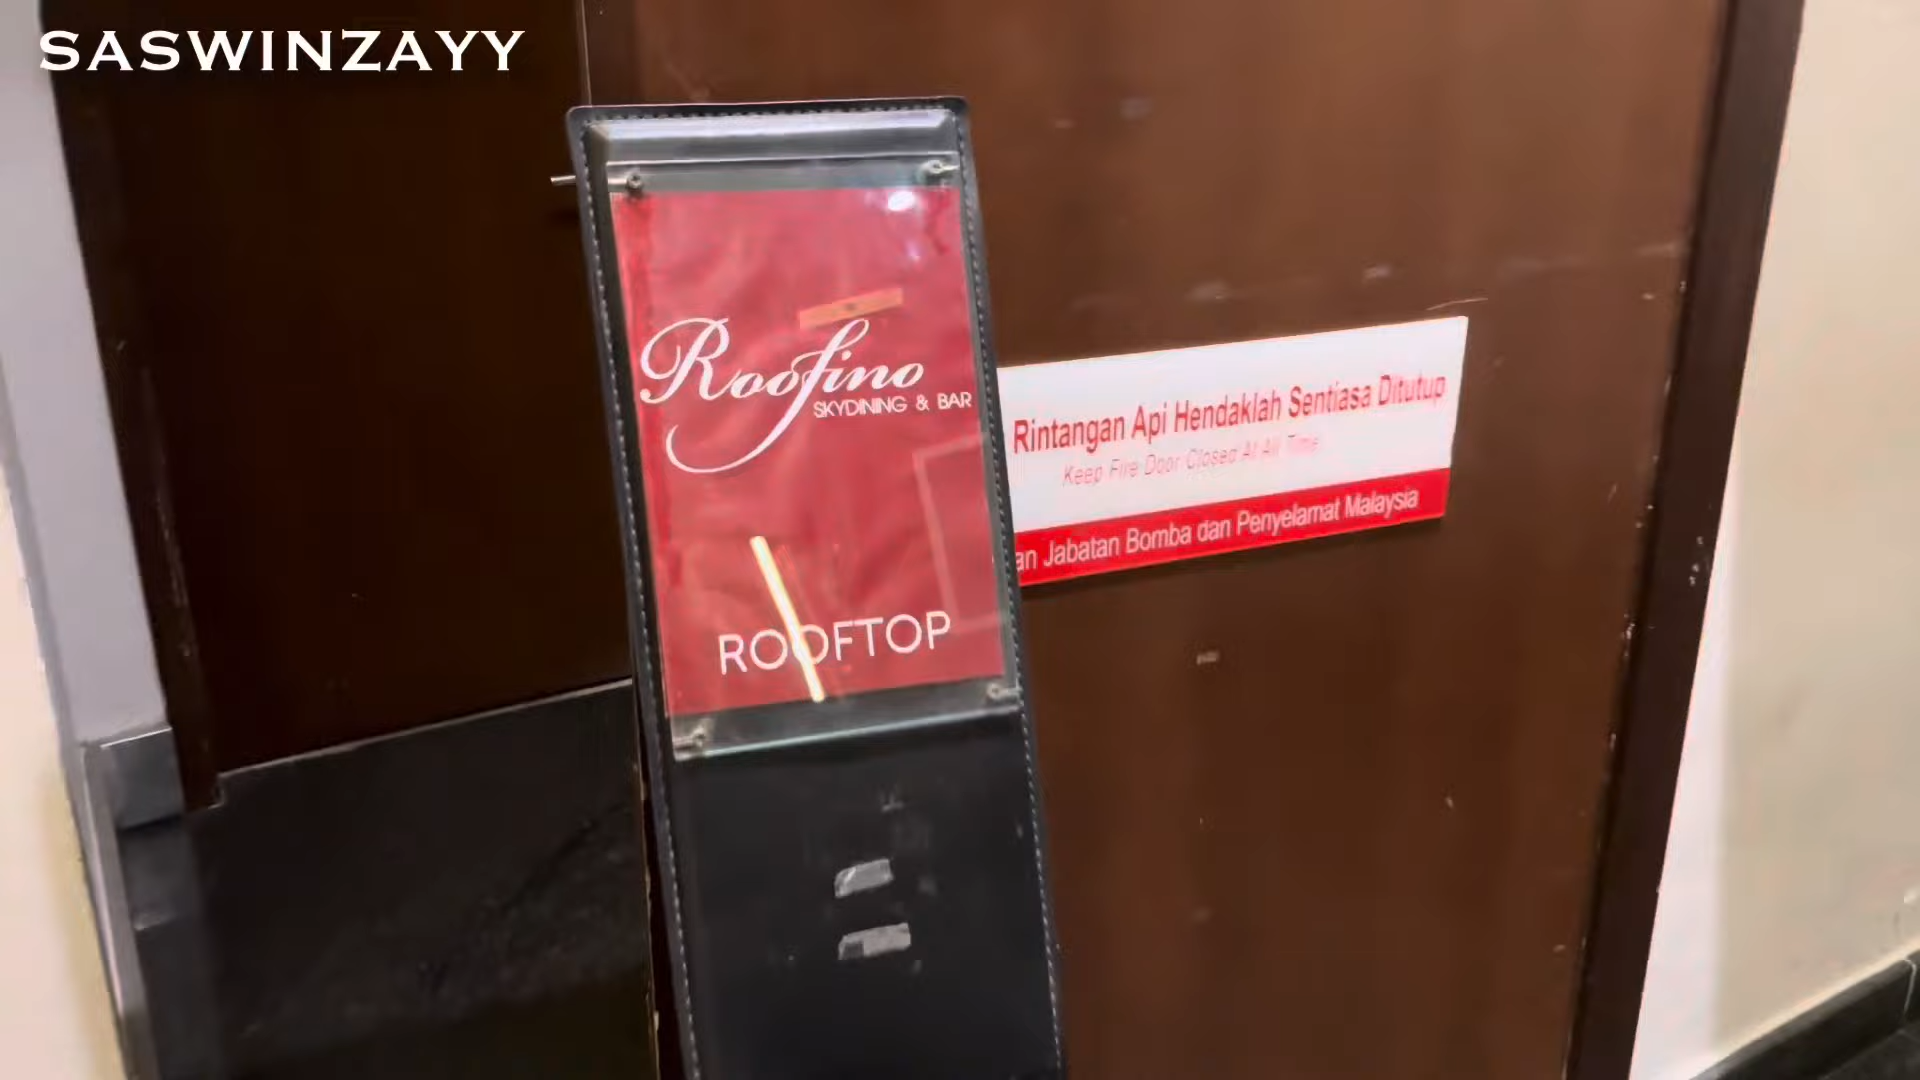 SASWINZAYY
Roofino
SKYDINING & BAR
ROOFTOP
Rintangan Api Hendaklah Sentiasa Ditutup
Keep Fire Door Closed At All Time
Jabatan Bomba dan Penyelamat Malaysia